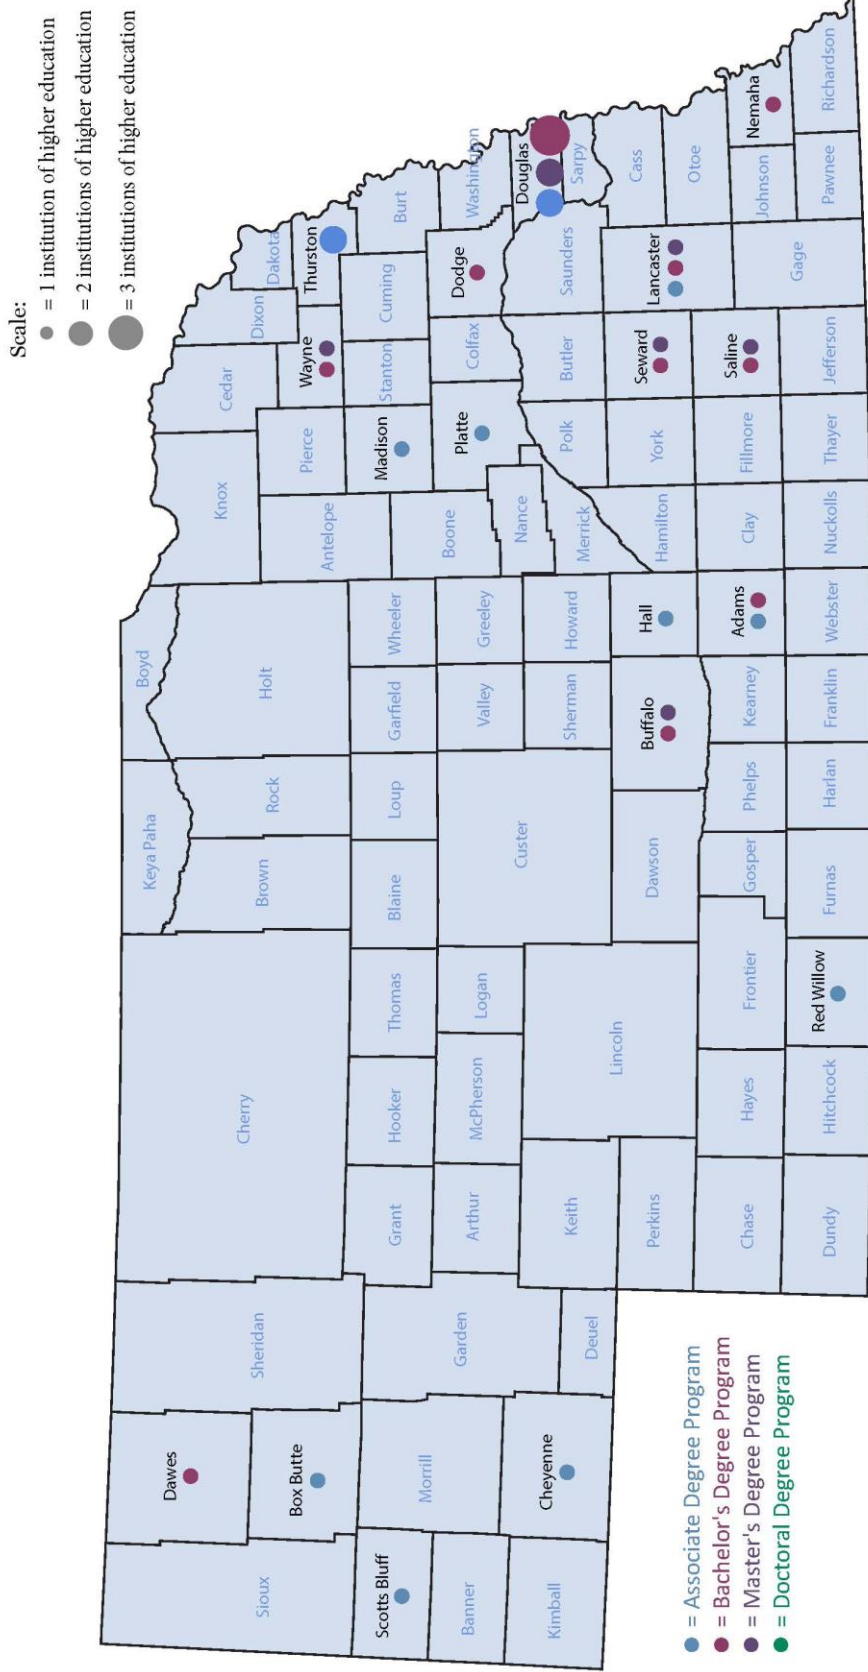 Scale:
= 1 institution of higher education
= 2 institutions of higher education
= 3 institutions of higher education
Sioux
Dawes
Box Butte
Sheridan
Scotts Bluff
Banner
Kimball
Morrill
Cheyenne
Garden
Deuel
Cherry
Grant
Hooker
Thomas
Arthur
McPherson
Logan
Keith
Lincoln
Perkins
Chase
Hayes
Frontier
Dundy
Hitchcock
Red Willow
Keya Paha
Boyd
Brown
Rock
Holt
Blaine
Loup
Garfield
Wheeler
Custer
Valley
Greeley
Sherman
Howard
Dawson
Buffalo
Hall
Gosper
Phelps
Kearney
Adams
Furnas
Harlan
Franklin
Webster
Knox
Cedar
Dixon
Dakota
Antelope
Pierce
Wayne
Thurston
Madison
Stanton
Cuming
Burt
Boone
Platte
Colfax
Dodge
Washington
Nance
Merrick
Polk
Butler
Saunders
Douglas
Sarpy
Hamilton
York
Seward
Lancaster
Cass
Otoe
Clay
Fillmore
Saline
Gage
Johnson
Nemaha
Nuckolls
Thayer
Jefferson
Pawnee
Richardson
= Associate Degree Program
= Bachelor's Degree Program
= Master's Degree Program
= Doctoral Degree Program